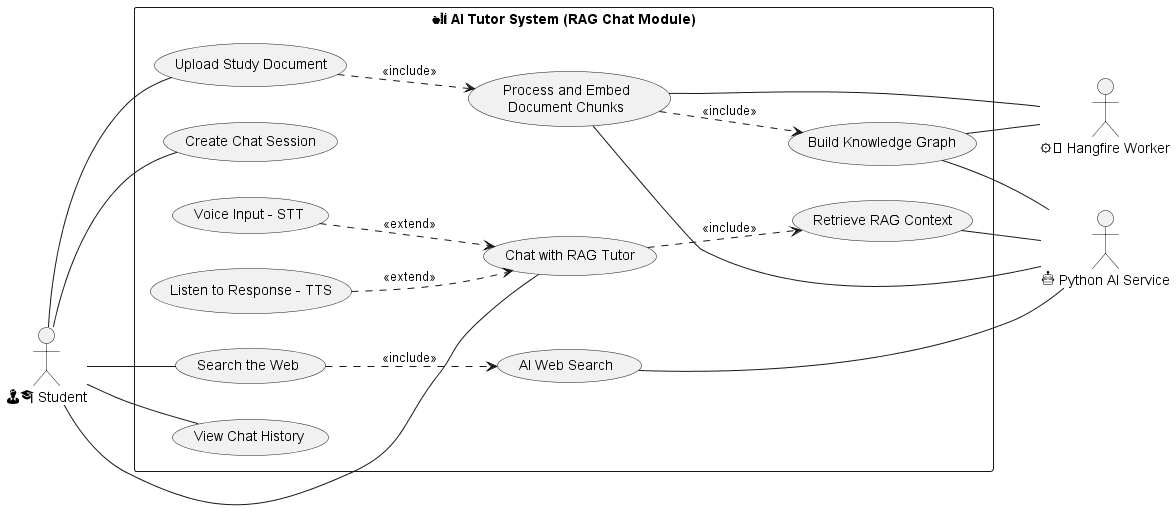 AI Tutor System (RAG Chat Module)
Upload Study Document
«include»
Process and Embed
Document Chunks
«include»
Build Knowledge Graph
Hangfire Worker
Create Chat Session
Voice Input - STT
«extend»
Chat with RAG Tutor
«include»
Retrieve RAG Context
Python AI Service
Listen to Response - TTS
«extend»
Search the Web
«include»
AI Web Search
Student
View Chat History